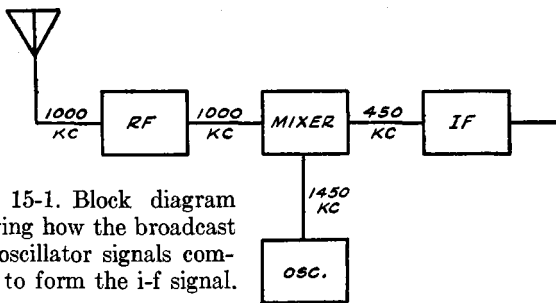 1000
KC
RF
1000
KC
MIXER
450
KC
IF
1450
KC
OSC.
15-1. Block diagram
ing how the broadcast
oscillator signals com-
to form the i-f signal.